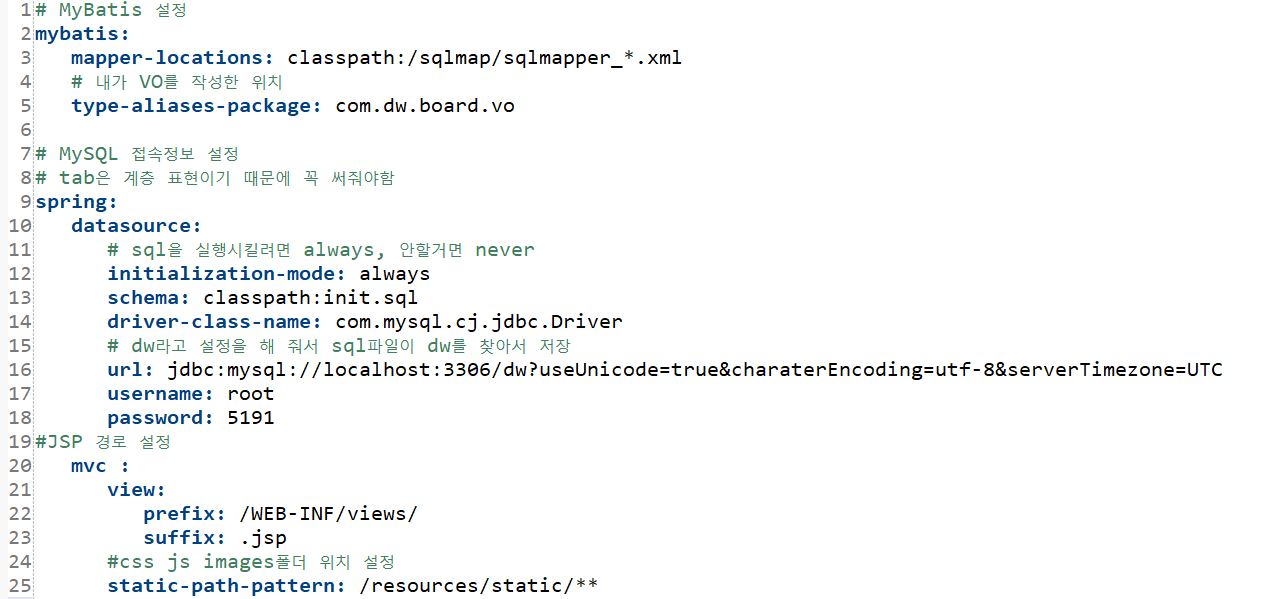 1# MyBatis 설정
2mybatis:
3   mapper-locations: classpath:/sqlmap/sqlmapper_*.xml
4   # 내가 VO를 작성한 위치
5   type-aliases-package: com.dw.board.vo
6
7# MySQL 접속정보 설정
8# tab은 계층 표현이기 때문에 꼭 써줘야함
9spring:
10   datasource:
11      # sql을 실행시킬려면 always, 안할거면 never
12      initialization-mode: always
13      schema: classpath:init.sql
14      driver-class-name: com.mysql.cj.jdbc.Driver
15      # dw라고 설정을 해 줘서 sql파일이 dw를 찾아서 저장
16      url: jdbc:mysql://localhost:3306/dw?useUnicode=true&charaterEncoding=utf-8&serverTimezone=UTC
17      username: root
18      password: 5191
19#JSP 경로 설정
20   mvc :
21      view:
22         prefix: /WEB-INF/views/
23         suffix: .jsp
24      #css js images폴더 위치 설정
25      static-path-pattern: /resources/static/**